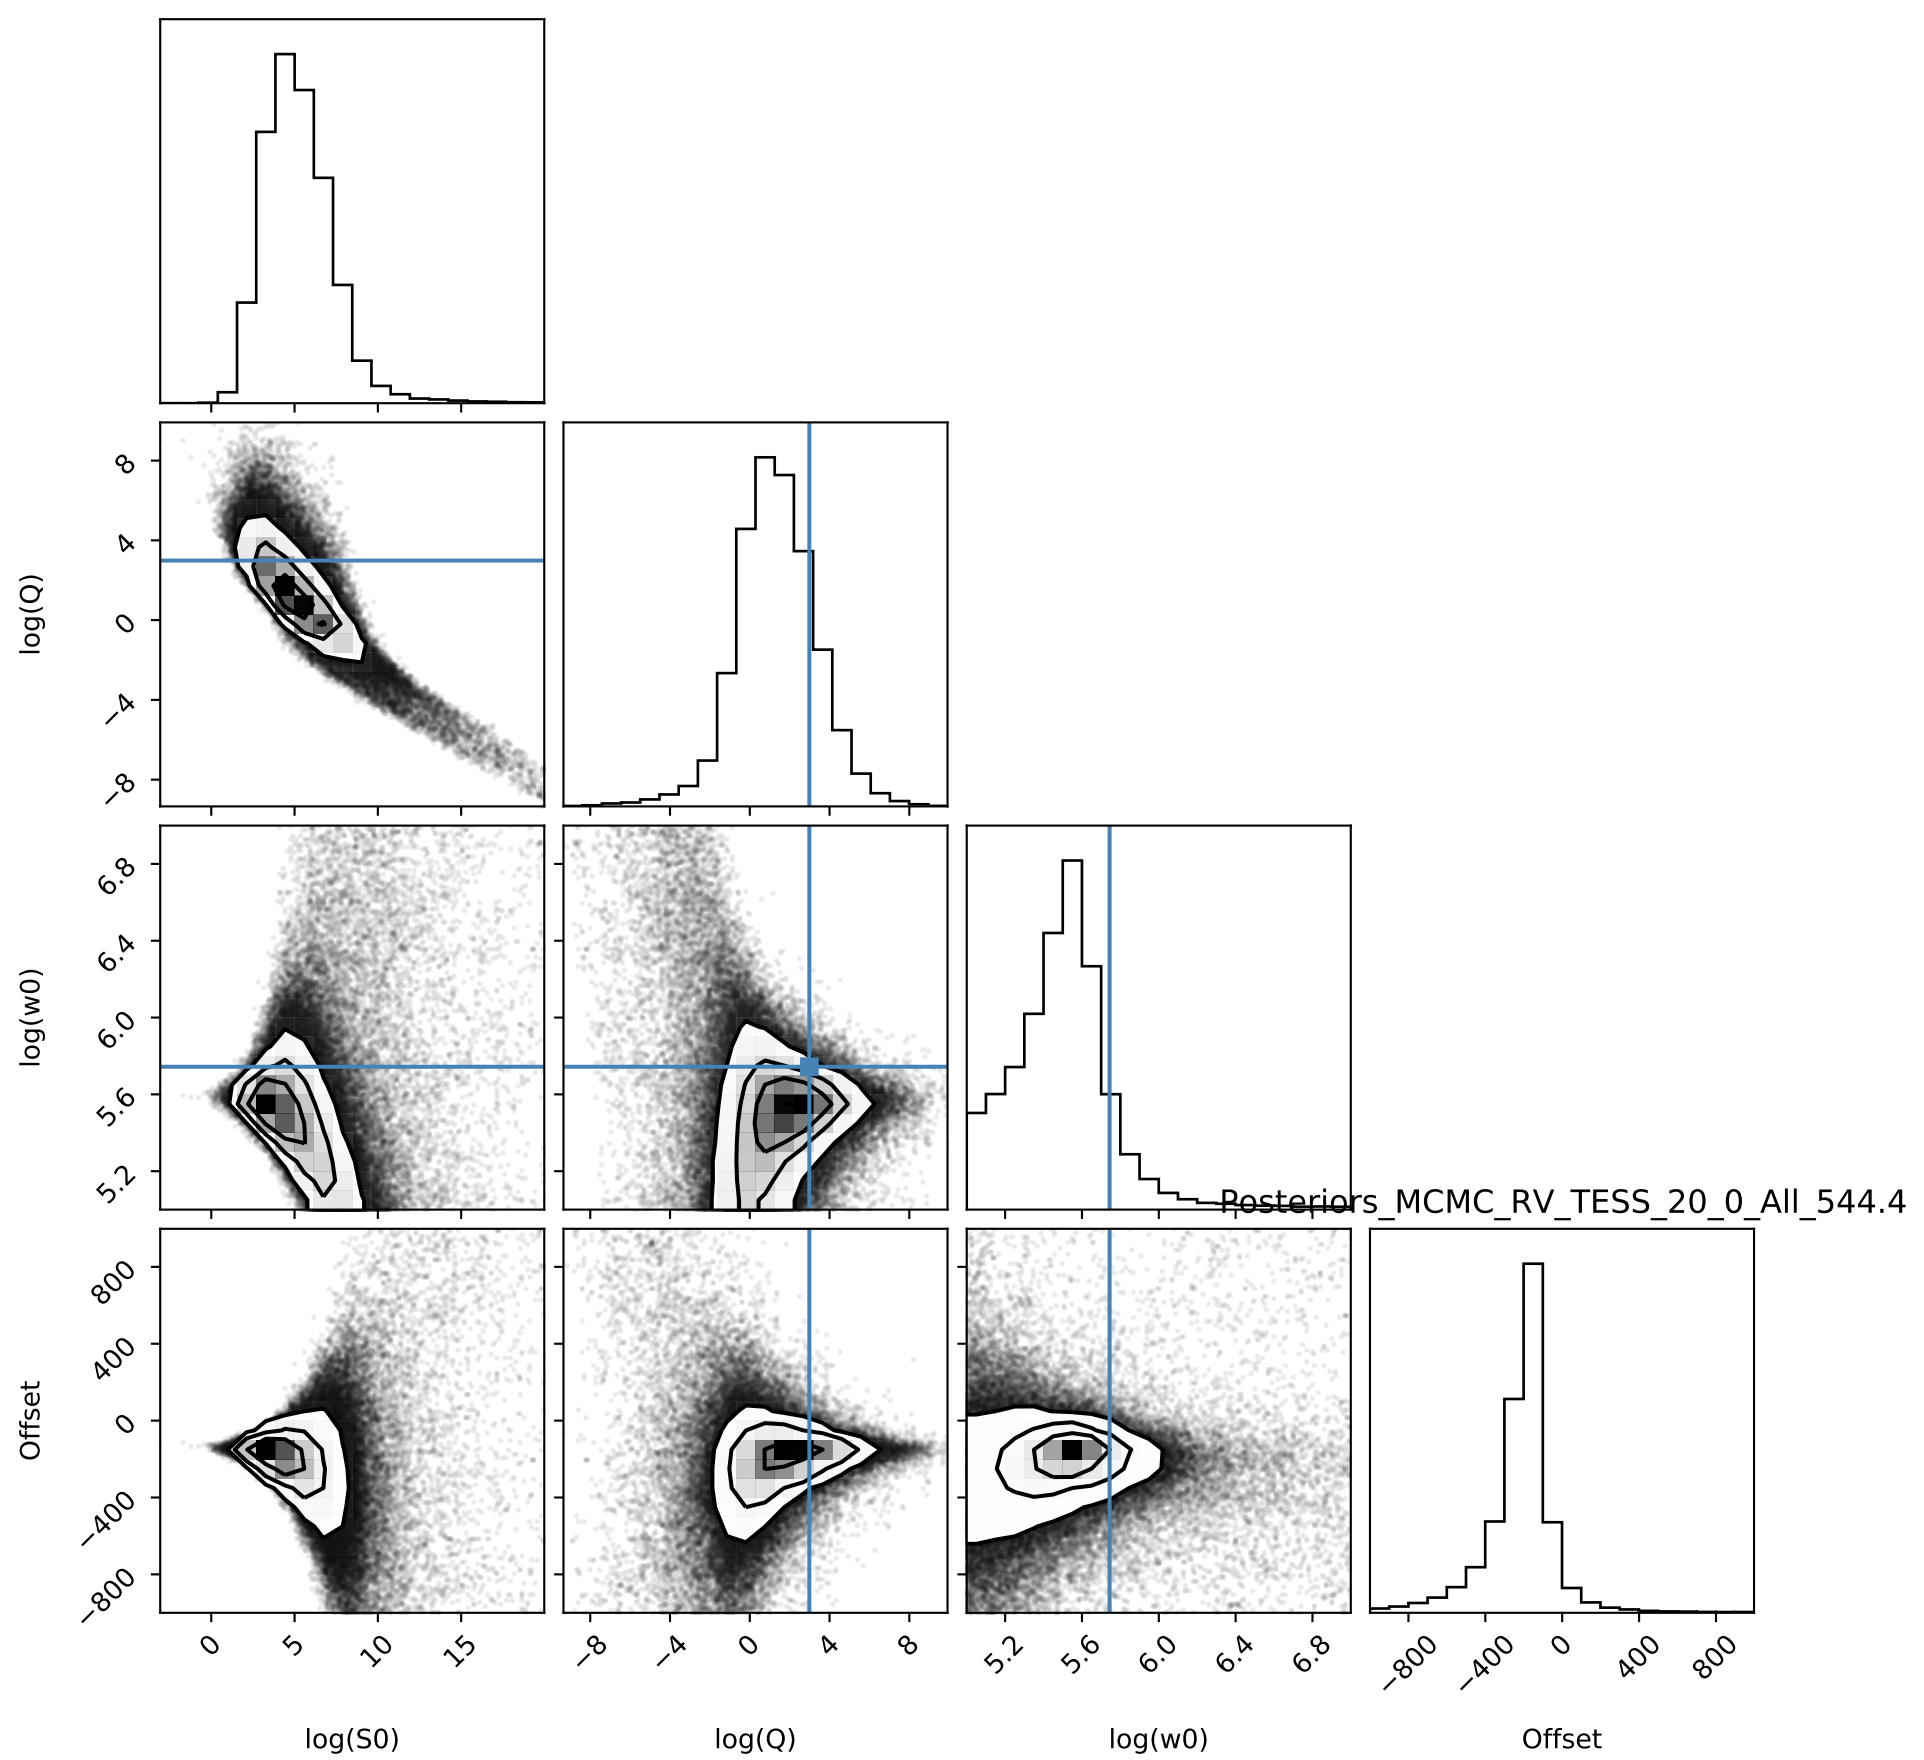 log(Q)
8
4
0
−4
−8
log(w0)
6.8
6.4
6.0
5.6
5.2
Posteriors_MCMC_RV_TESS_20_0_All_544.4
Offset
800
400
0
−400
−800
0 5 10 15
−8 −4 0 4 8
5.2 5.6 6.0 6.4 6.8
−800 −400 0 400 800
log(S0) log(Q) log(w0) Offset